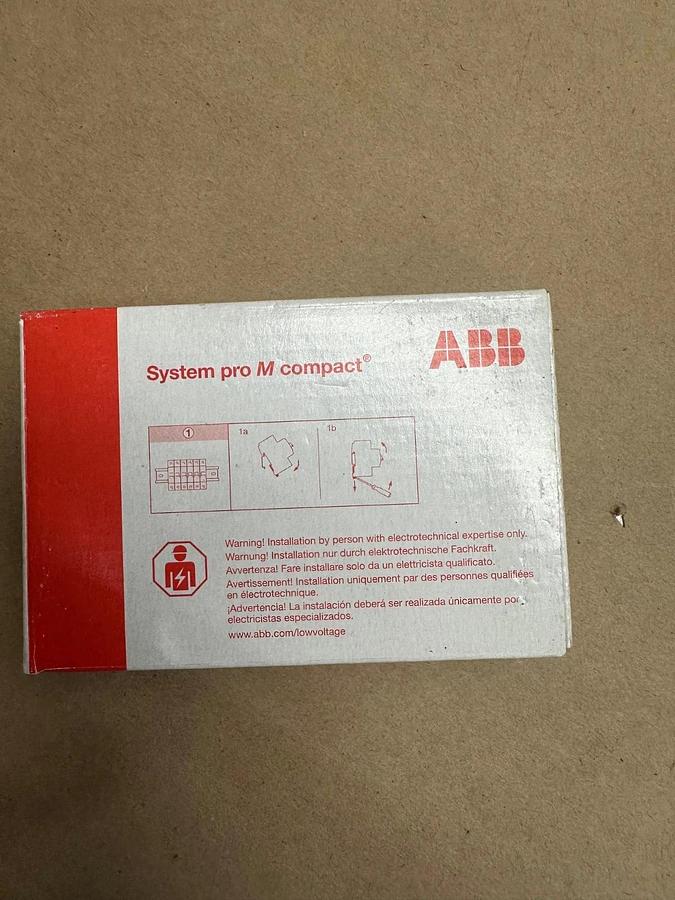 ABB
System pro M compact®
1
1a
1b
Warning! Installation by person with electrotechnical expertise only.
Warnung! Installation nur durch elektrotechnische Fachkraft.
Avvertenza! Fare installare solo da un elettricista qualificato.
Avertissement! Installation uniquement par des personnes qualifiées
en électrotechnique.
¡Advertencia! La instalación deberá ser realizada únicamente por
electricistas especializados.
www.abb.com/lowvoltage